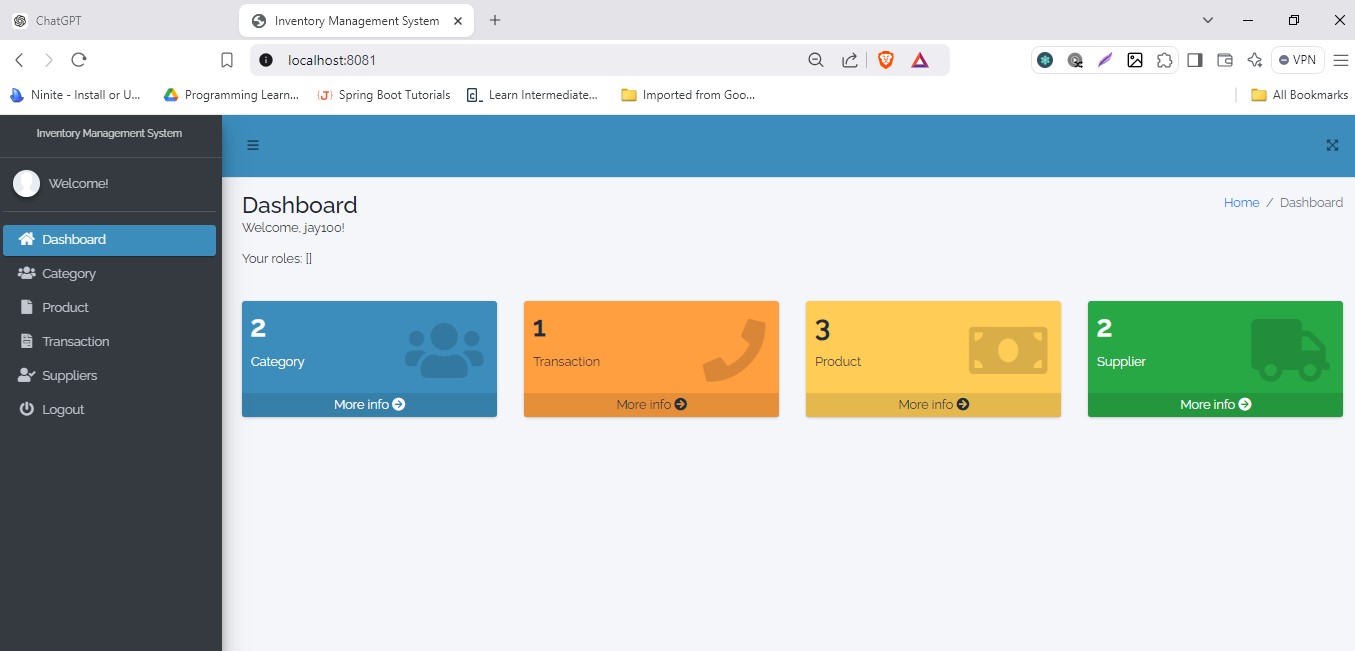 ChatGPT
Inventory Management System
localhost:8081
VPN
Ninite - Install or U...
Programming Learn...
Spring Boot Tutorials
Learn Intermediate...
Imported from Goo...
All Bookmarks
Inventory Management System
Welcome!
Dashboard
Category
Product
Transaction
Suppliers
Logout
Dashboard
Home / Dashboard
Welcome, jay100!
Your roles: []
2
Category
More info
1
Transaction
More info
3
Product
More info
2
Supplier
More info